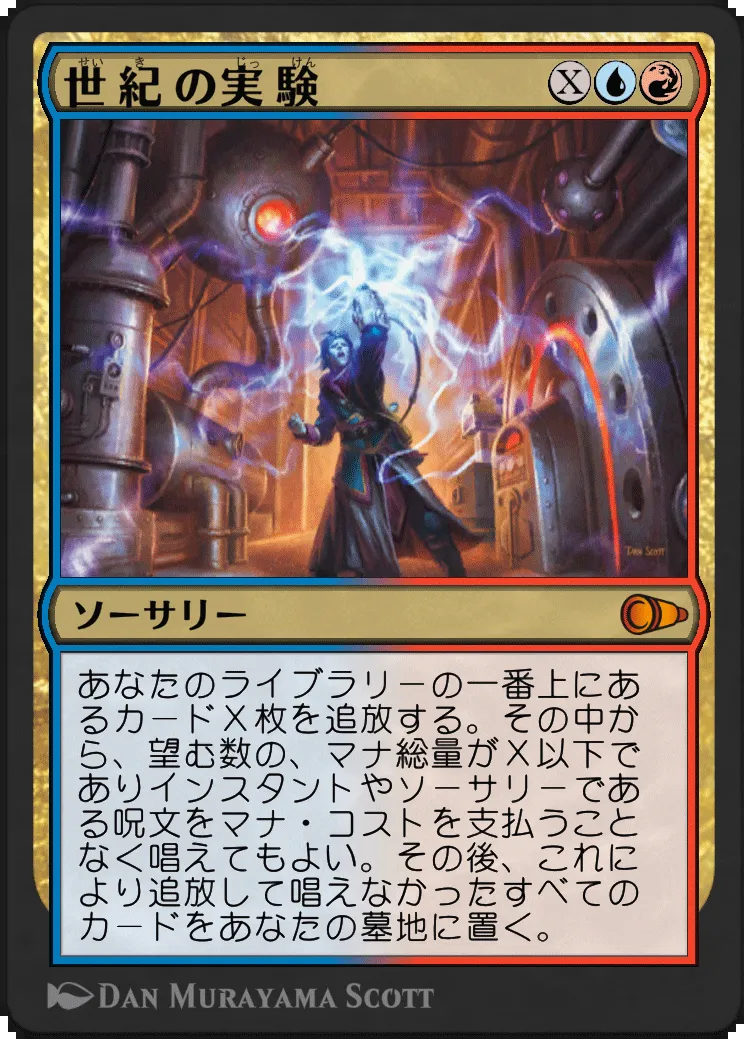 せいきじっけん
世紀の実験
X
DAN SCOTT
ソーサリー
あなたのライブラリーの一番上にあ
るカードX枚を追放する。その中か
ら、望む数の、マナ総量がX以下で
ありインスタントやソーサリーであ
る呪文をマナ・コストを支払うこと
なく唱えてもよい。その後、これに
より追放して唱えなかったすべての
カードをあなたの墓地に置く。
DAN MURAYAMA SCOTT